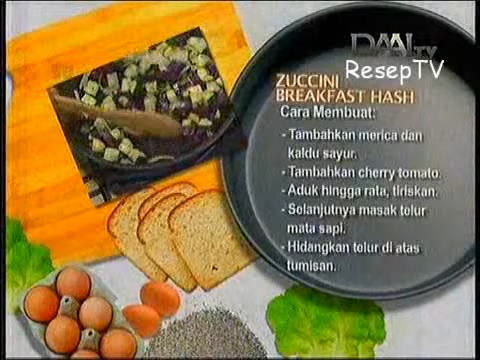 DAAI TV
ResepTV
ZUCCINI
BREAKFAST HASH
Cara Membuat:
- Tambahkan merica dan
kaldu sayur.
- Tambahkan cherry tomato.
- Aduk hingga rata, tiriskan.
- Selanjutnya masak telur
mata sapi.
- Hidangkan telur di atas
tumisan.